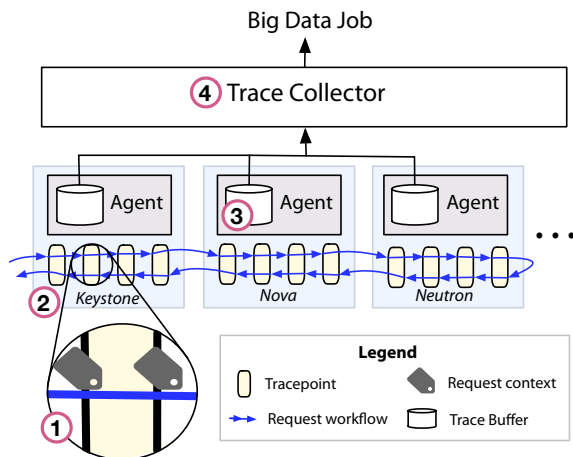 Big Data Job
4 Trace Collector
Agent
Agent
Agent
3
...
2
Keystone
Nova
Neutron
1
Legend
Tracepoint
Request context
Request workflow
Trace Buffer